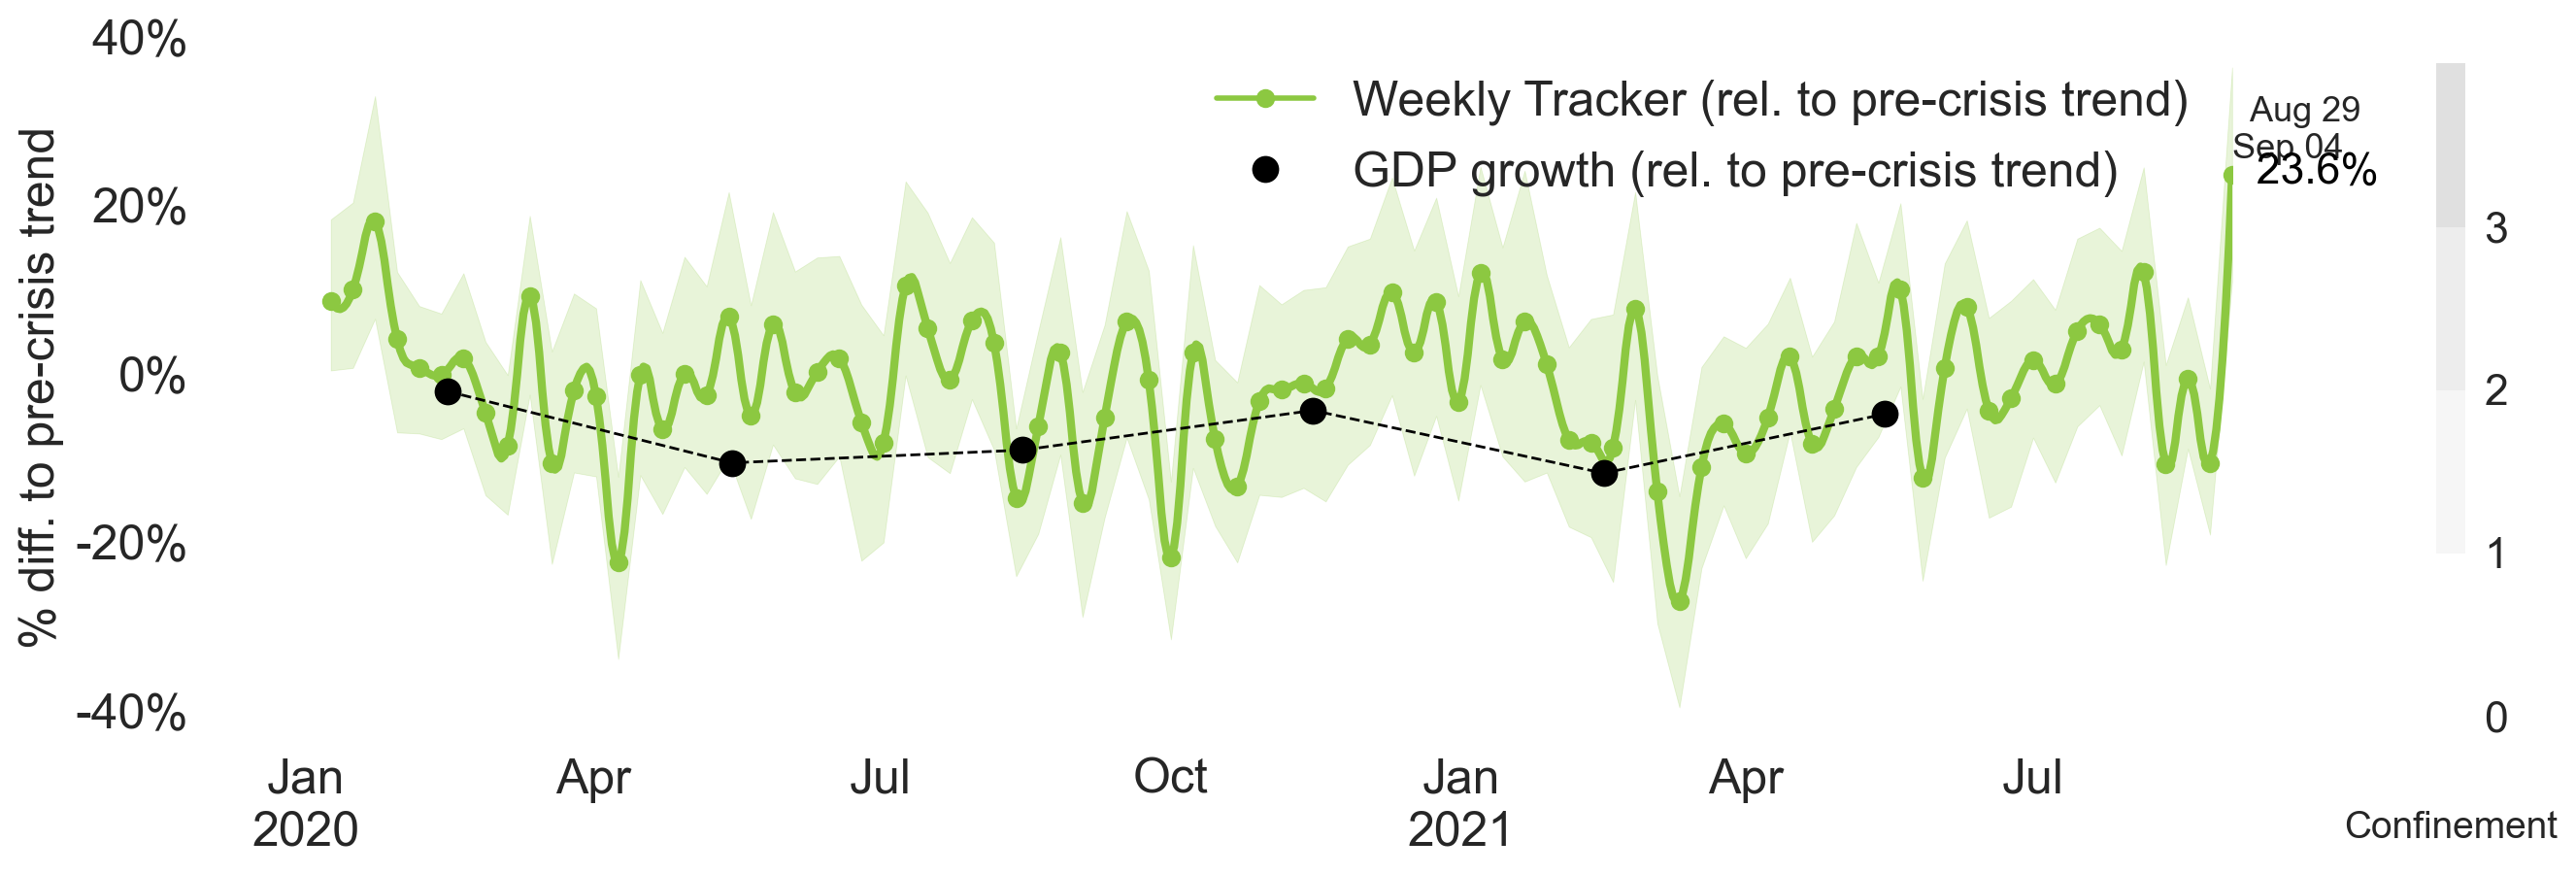 % diff. to pre-crisis trend
40%
20%
0%
-20%
-40%
Weekly Tracker (rel. to pre-crisis trend)
GDP growth (rel. to pre-crisis trend)
Aug 29
Sep 04
23.6%
3
2
1
0
Jan
2020
Apr
Jul
Oct
Jan
2021
Apr
Jul
Confinement